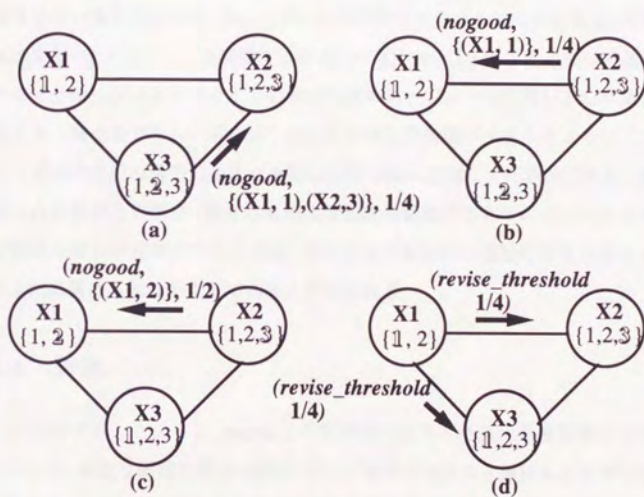 X1
{1, 2}
X2
{1,2,3}
X3
{1,2,3}
(nogood,
{(X1, 1),(X2,3)}, 1/4)
(a)
(nogood,
{(X1, 1)}, 1/4)
X1
{1, 2}
X2
{1,2,3}
X3
{1,2,3}
(b)
(nogood,
{(X1, 2)}, 1/2)
X1
{1, 2}
X2
{1,2,3}
X3
{1,2,3}
(c)
(revise_threshold
1/4)
X1
{1, 2}
X2
{1,2,3}
(revise_threshold
1/4)
X3
{1,2,3}
(d)